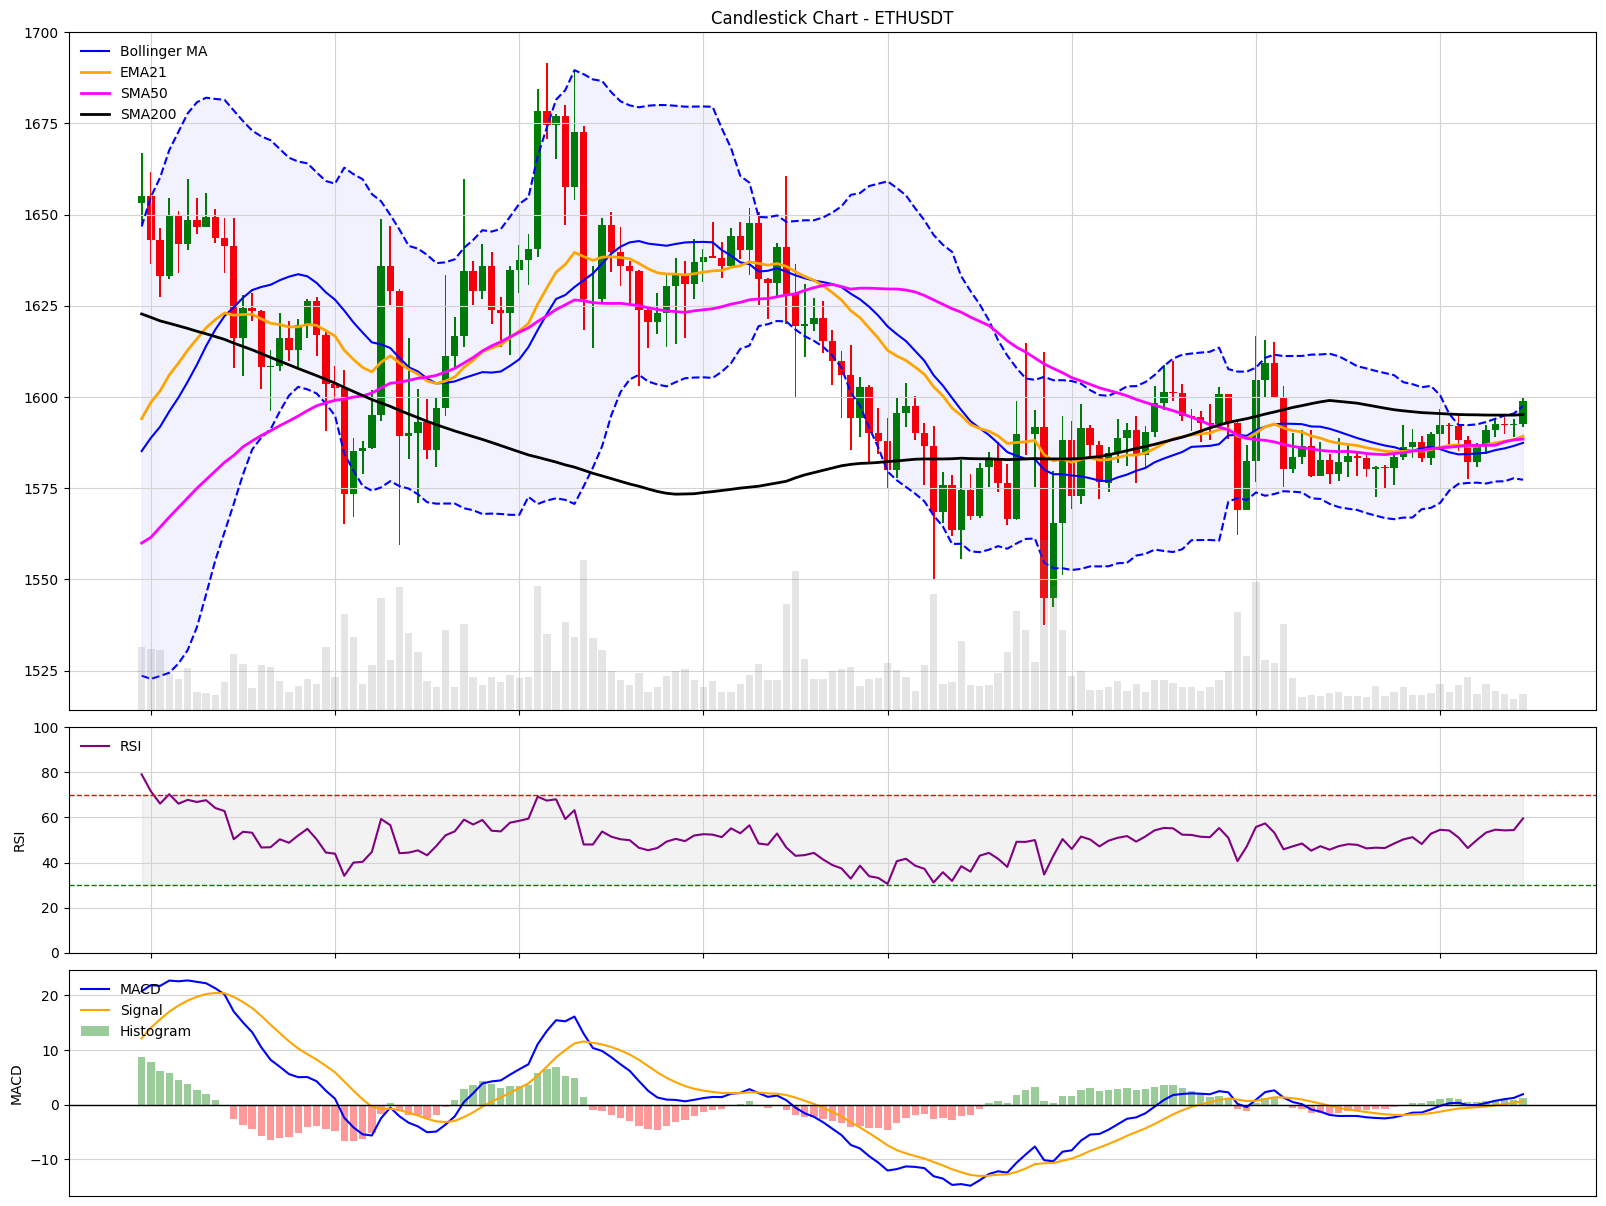 Candlestick Chart - ETHUSDT
1700
1675
1650
1625
1600
1575
1550
1525
Bollinger MA
EMA21
SMA50
SMA200
100
80
60
40
20
0
RSI
RSI
20
10
0
−10
MACD
MACD
Signal
Histogram